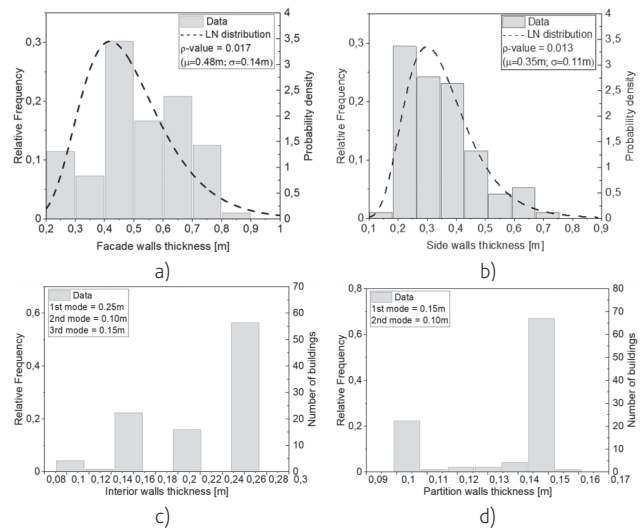 Data
LN distribution
ρ-value = 0.017
(μ=0.48m; σ=0.14m)
Relative Frequency
0,3
0,2
0,1
0
Probability density
4
3,5
3
2,5
2
1,5
1
0,5
0
0,2 0,3 0,4 0,5 0,6 0,7 0,8 0,9 1
Facade walls thickness [m]
a)
Data
LN distribution
ρ-value = 0.013
(μ=0.35m; σ=0.11m)
Relative Frequency
0,3
0,2
0,1
0
Probability density
4
3,5
3
2,5
2
1,5
1
0,5
0
0,1 0,2 0,3 0,4 0,5 0,6 0,7 0,8 0,9
Side walls thickness [m]
b)
Data
1st mode = 0.25m
2nd mode = 0.10m
3rd mode = 0.15m
Relative Frequency
0,6
0,4
0,2
0
Number of buildings
70
60
50
40
30
20
10
0
0,08 0,1 0,12 0,14 0,16 0,18 0,2 0,22 0,24 0,26 0,28 0,3
Interior walls thickness [m]
c)
Data
1st mode = 0.15m
2nd mode = 0.10m
Relative Frequency
0,8
0,6
0,4
0,2
0
Number of buildings
80
70
60
50
40
30
20
10
0
0,09 0,1 0,11 0,12 0,13 0,14 0,15 0,16 0,17
Partition walls thickness [m]
d)